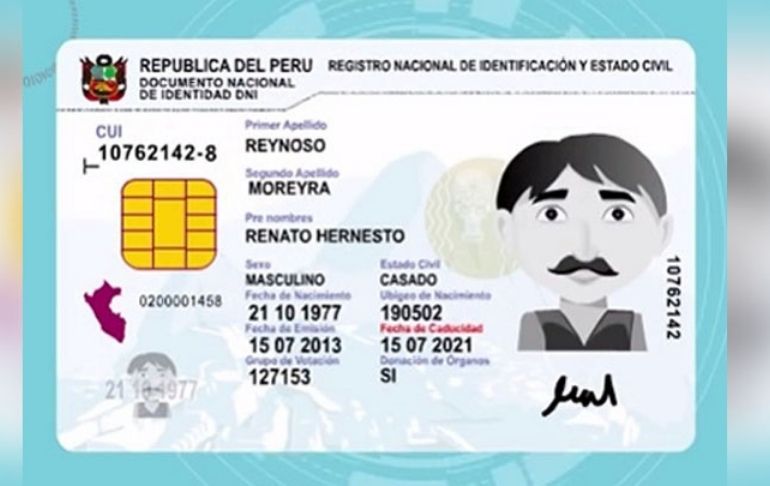 REPUBLICA DEL PERU
DOCUMENTO NACIONAL
DE IDENTIDAD DNI
REGISTRO NACIONAL DE IDENTIFICACIÓN Y ESTADO CIVIL
CUI
10762142-8
Primer Apellido
REYNOSO
Segundo Apellido
MOREYRA
Pre nombres
RENATO HERNESTO
Sexo
MASCULINO
Estado Civil
CASADO
Fecha de Nacimiento
21 10 1977
Ubigeo de Nacimiento
190502
Fecha de Emisión
15 07 2013
Fecha de Caducidad
15 07 2021
Grupo de Votación
127153
Donación de Órganos
SI
0200001458
21 10 1977
10762142